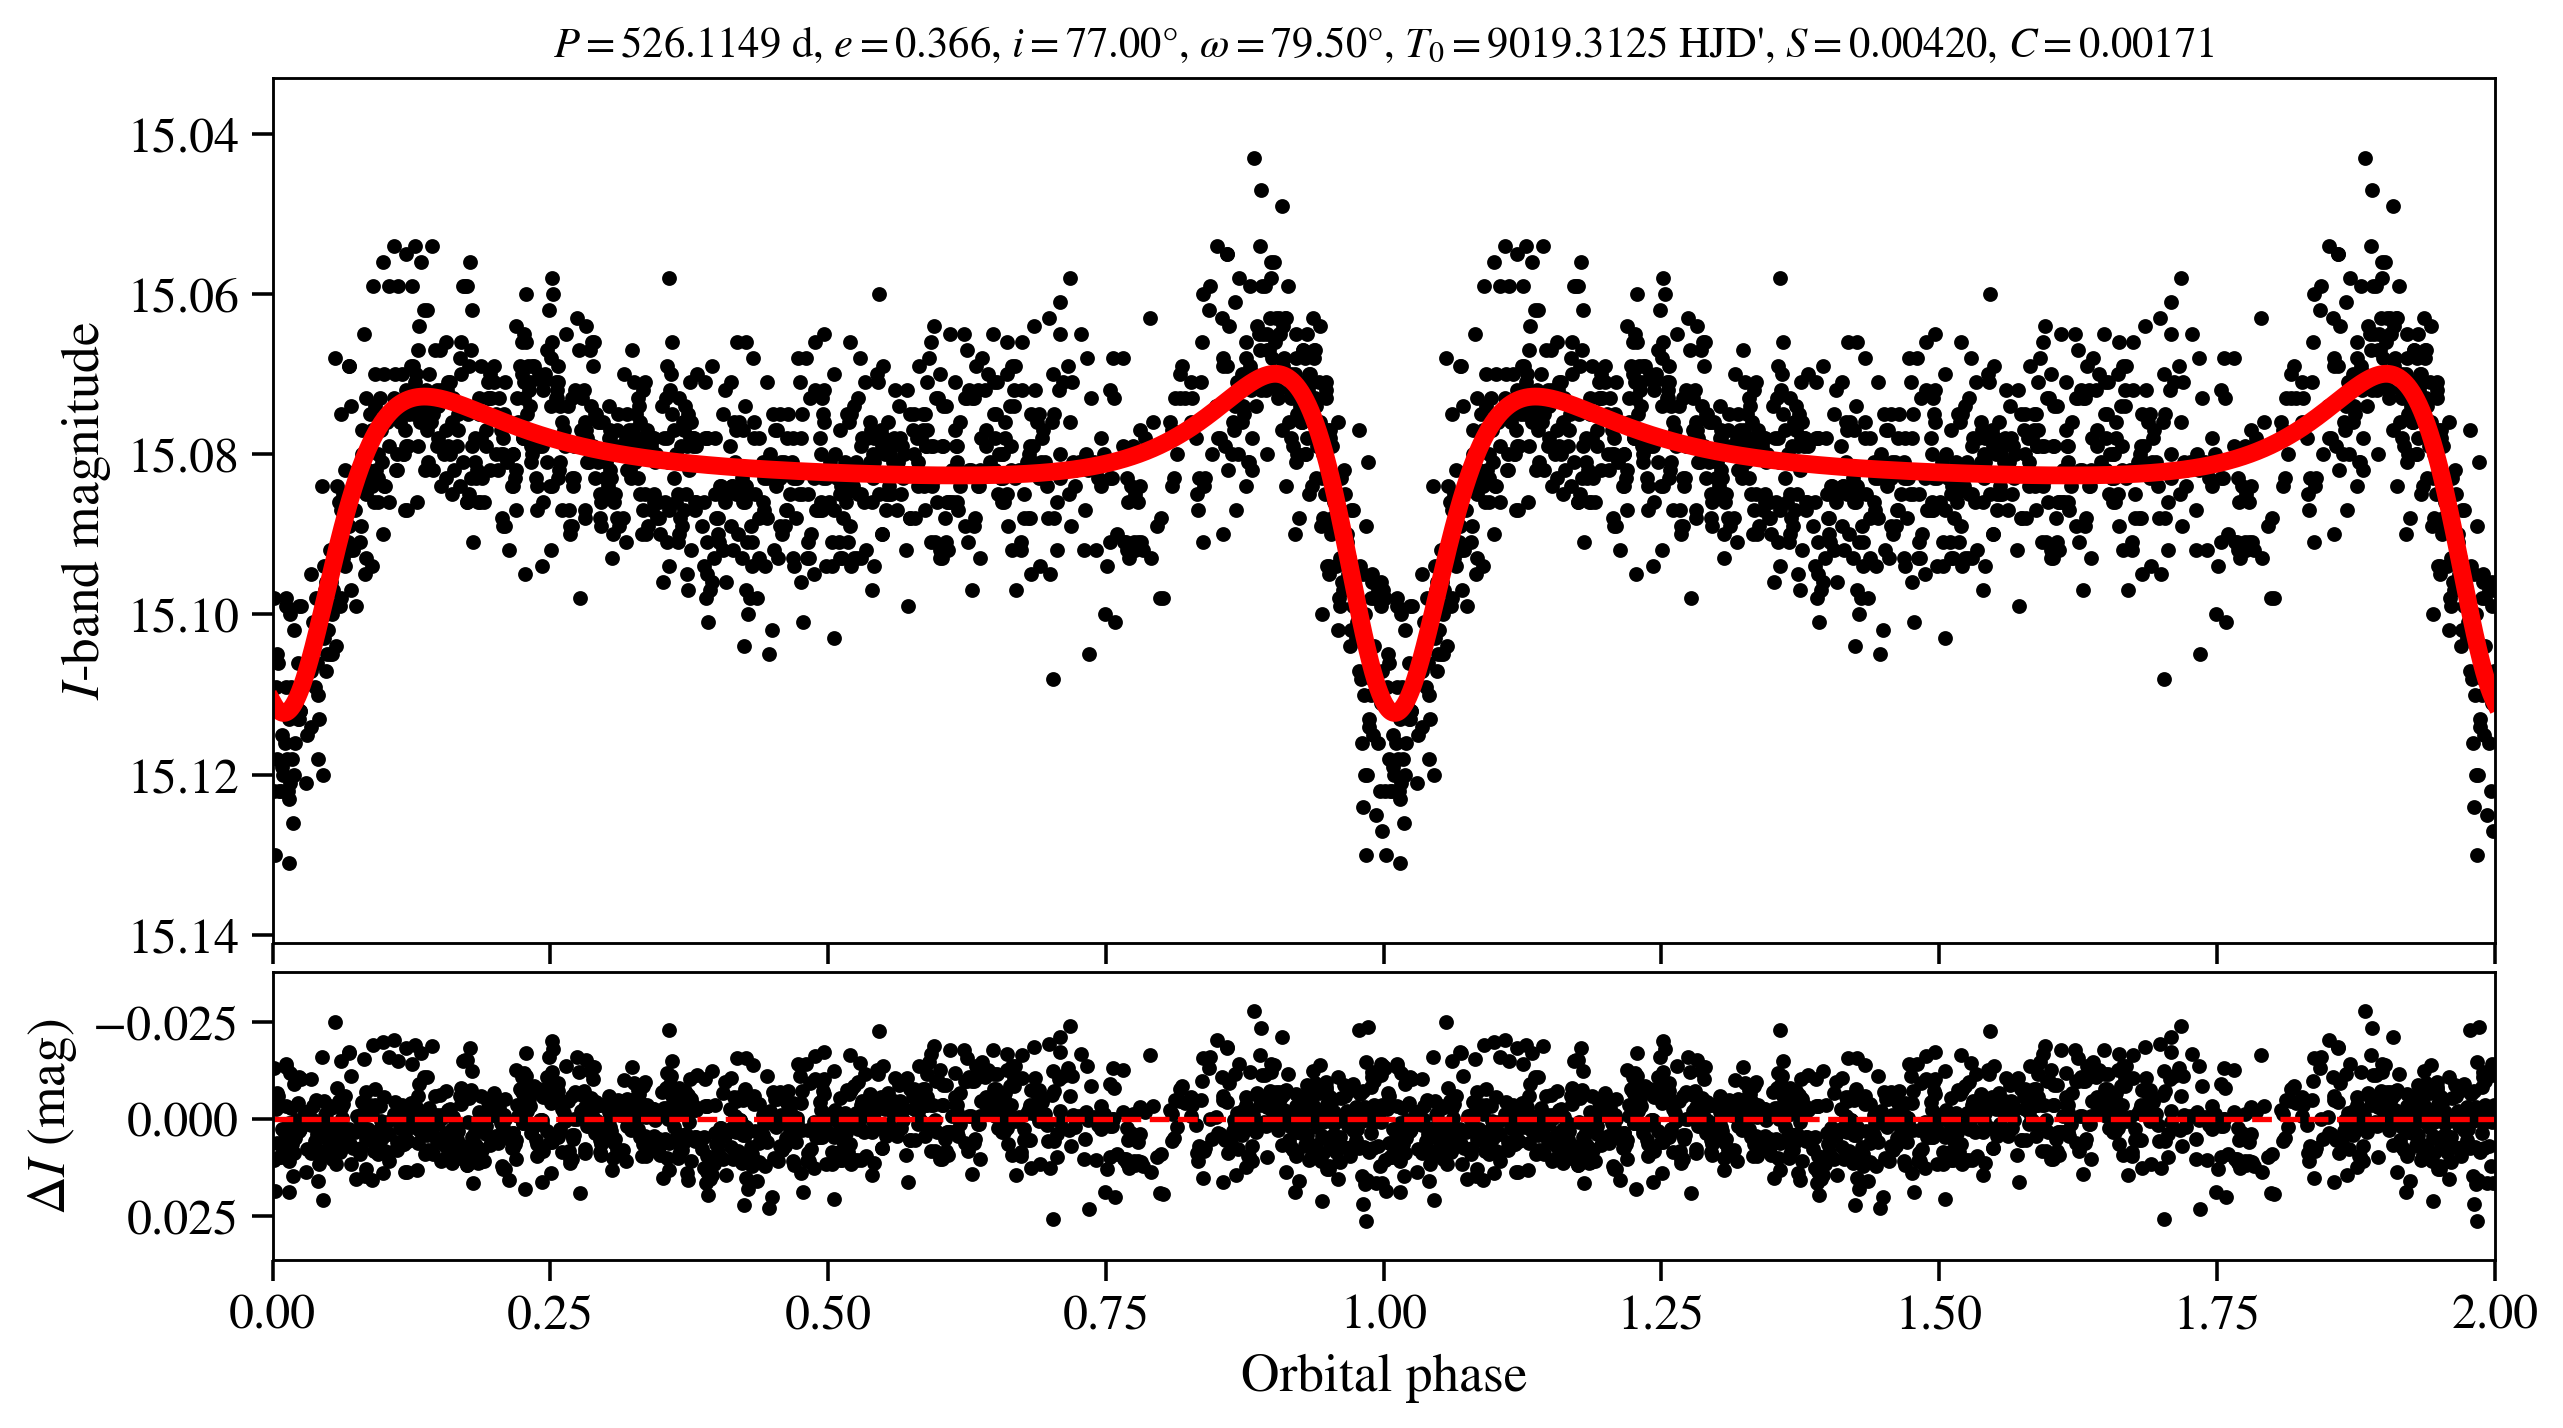 P = 526.1149 d, e = 0.366, i = 77.00°, ω = 79.50°, T₀ = 9019.3125 HJD', S = 0.00420, C = 0.00171
15.04
15.06
15.08
15.10
15.12
15.14
I-band magnitude
−0.025
0.000
0.025
ΔI (mag)
0.00 0.25 0.50 0.75 1.00 1.25 1.50 1.75 2.00
Orbital phase